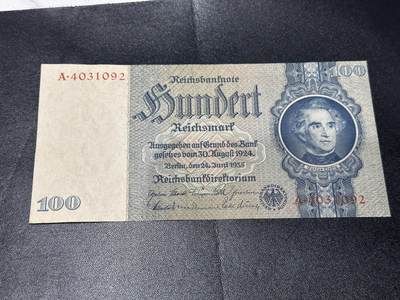 A·4031092
Reichsbanknote
100
Hundert
Reichsmark
Ausgegeben auf Grund des Bank
gesetzes vom 30. August 1924
Berlin, den 24. Juni 1935
Reichsbankdirektorium
A·4031092
100